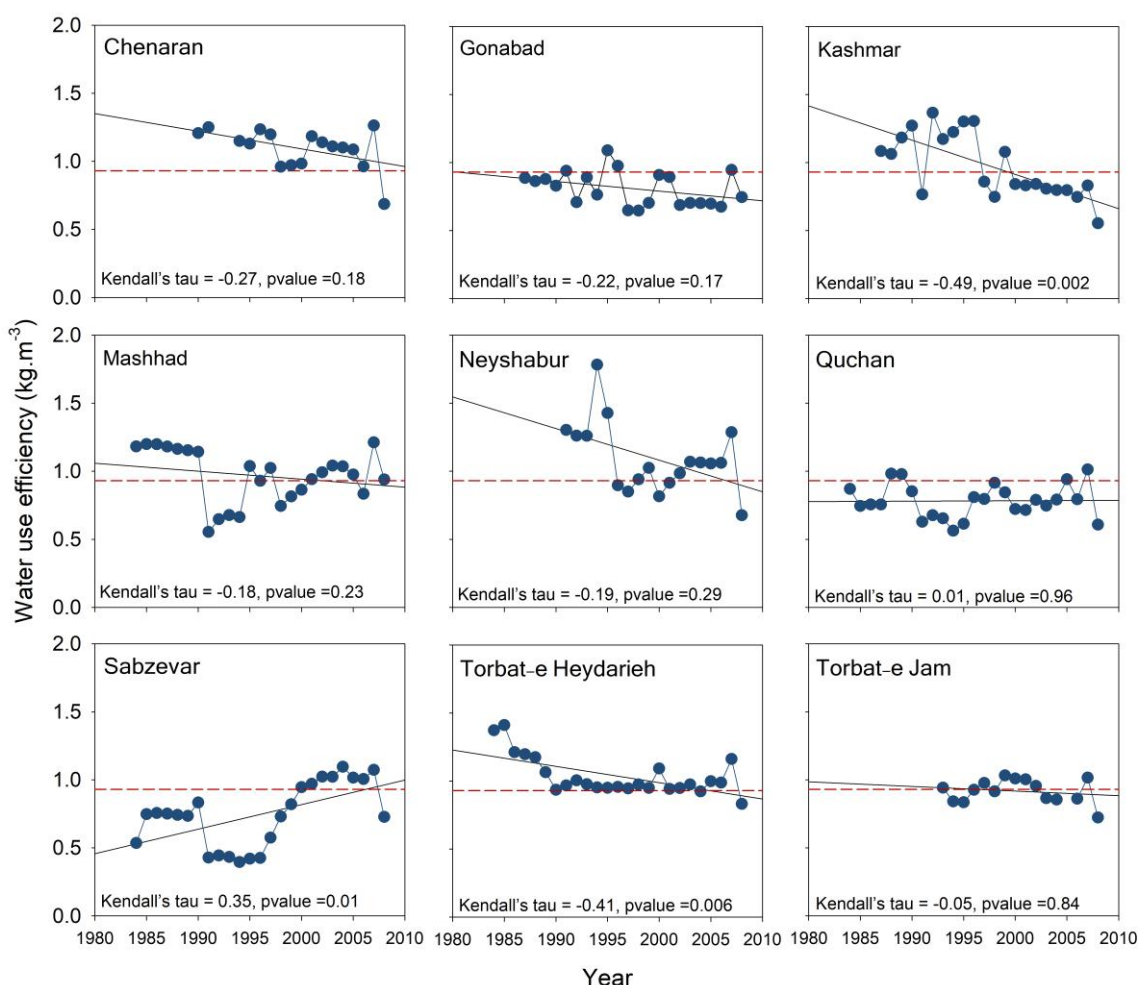 Water use efficiency (kg.m⁻³)
2.0
1.5
1.0
0.5
0.0
Chenaran
Kendall's tau = -0.27, pvalue =0.18
Gonabad
Kendall's tau = -0.22, pvalue =0.17
Kashmar
Kendall's tau = -0.49, pvalue =0.002
2.0
1.5
1.0
0.5
0.0
Mashhad
Kendall's tau = -0.18, pvalue =0.23
Neyshabur
Kendall's tau = -0.19, pvalue =0.29
Quchan
Kendall's tau = 0.01, pvalue =0.96
2.0
1.5
1.0
0.5
0.0
Sabzevar
Kendall's tau = 0.35, pvalue =0.01
Torbat-e Heydarieh
Kendall's tau = -0.41, pvalue =0.006
Torbat-e Jam
Kendall's tau = -0.05, pvalue =0.84
1980 1985 1990 1995 2000 2005 2010
1980 1985 1990 1995 2000 2005 2010
1980 1985 1990 1995 2000 2005 2010
Year